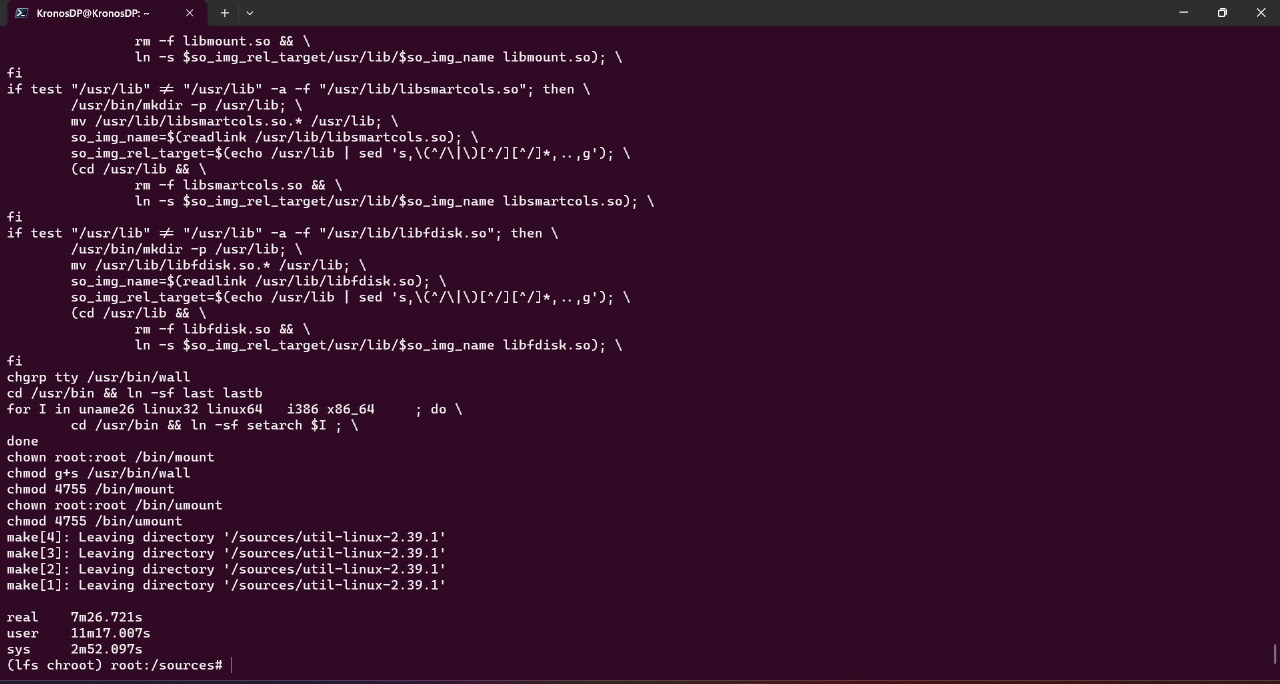 KronosDP@KronosDP: ~
                rm -f libmount.so && \
                ln -s $so_img_rel_target/usr/lib/$so_img_name libmount.so); \
fi
if test "/usr/lib" != "/usr/lib" -a -f "/usr/lib/libsmartcols.so"; then \
        /usr/bin/mkdir -p /usr/lib; \
        mv /usr/lib/libsmartcols.so.* /usr/lib; \
        so_img_name=$(readlink /usr/lib/libsmartcols.so); \
        so_img_rel_target=$(echo /usr/lib | sed 's,\(^/\|\)[^/][^/]*,..,g'); \
        (cd /usr/lib && \
                rm -f libsmartcols.so && \
                ln -s $so_img_rel_target/usr/lib/$so_img_name libsmartcols.so); \
fi
if test "/usr/lib" != "/usr/lib" -a -f "/usr/lib/libfdisk.so"; then \
        /usr/bin/mkdir -p /usr/lib; \
        mv /usr/lib/libfdisk.so.* /usr/lib; \
        so_img_name=$(readlink /usr/lib/libfdisk.so); \
        so_img_rel_target=$(echo /usr/lib | sed 's,\(^/\|\)[^/][^/]*,..,g'); \
        (cd /usr/lib && \
                rm -f libfdisk.so && \
                ln -s $so_img_rel_target/usr/lib/$so_img_name libfdisk.so); \
fi
chgrp tty /usr/bin/wall
cd /usr/bin && ln -sf last lastb
for I in uname26 linux32 linux64   i386 x86_64     ; do \
        cd /usr/bin && ln -sf setarch $I ; \
done
chown root:root /bin/mount
chmod g+s /usr/bin/wall
chmod 4755 /bin/mount
chown root:root /bin/umount
chmod 4755 /bin/umount
make[4]: Leaving directory '/sources/util-linux-2.39.1'
make[3]: Leaving directory '/sources/util-linux-2.39.1'
make[2]: Leaving directory '/sources/util-linux-2.39.1'
make[1]: Leaving directory '/sources/util-linux-2.39.1'

real    7m26.721s
user    11m17.007s
sys     2m52.097s
(lfs chroot) root:/sources#